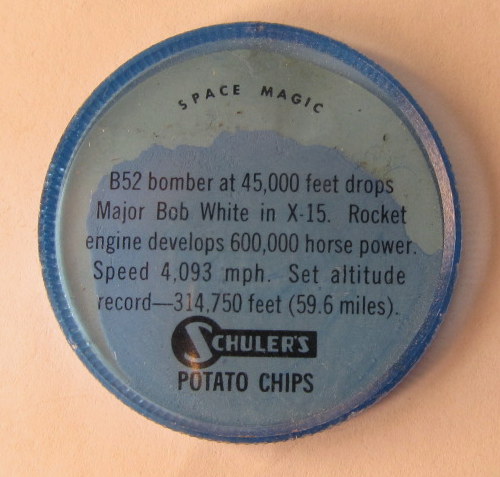 SPACE MAGIC
B52 bomber at 45,000 feet drops
Major Bob White in X-15. Rocket
engine develops 600,000 horse power.
Speed 4,093 mph. Set altitude
record—314,750 feet (59.6 miles).
SCHULER'S
POTATO CHIPS